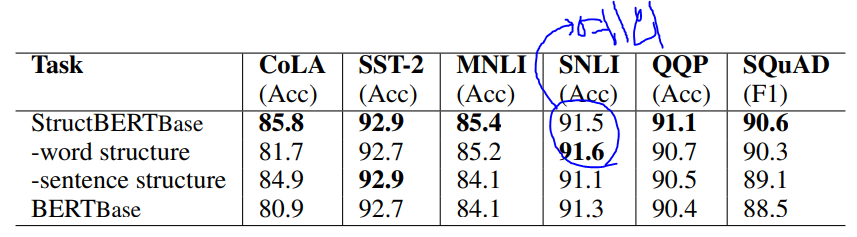 예외
Task CoLA SST-2 MNLI SNLI QQP SQuAD
(Acc) (Acc) (Acc) (Acc) (Acc) (F1)
StructBERTBase 85.8 92.9 85.4 91.5 91.1 90.6
-word structure 81.7 92.7 85.2 91.6 90.7 90.3
-sentence structure 84.9 92.9 84.1 91.1 90.5 89.1
BERTBase 80.9 92.7 84.1 91.3 90.4 88.5